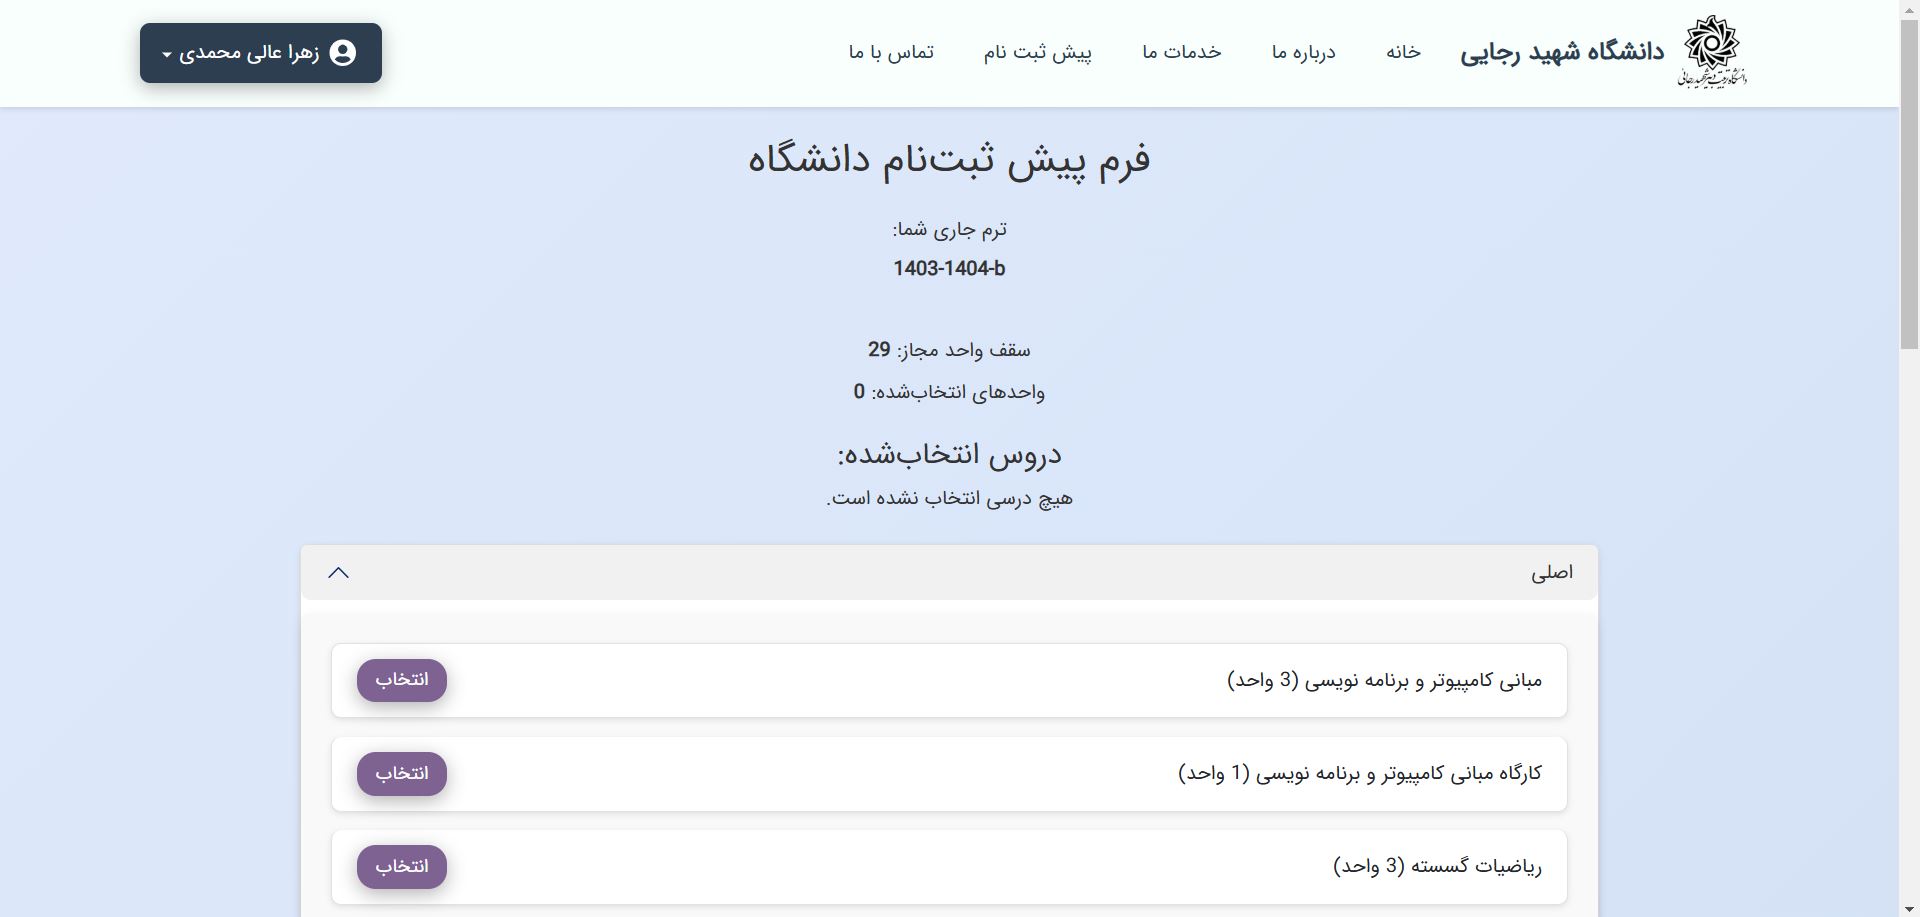 دانشگاه تربیت دبیر شهید رجائی
دانشگاه شهید رجایی
خانه
درباره ما
خدمات ما
پیش ثبت نام
تماس با ما
زهرا عالی محمدی
فرم پیش ثبت‌نام دانشگاه
ترم جاری شما:
1403-1404-b
سقف واحد مجاز: 29
واحدهای انتخاب‌شده: 0
دروس انتخاب‌شده:
هیچ درسی انتخاب نشده است.
اصلی
مبانی کامپیوتر و برنامه نویسی (3 واحد)
انتخاب
کارگاه مبانی کامپیوتر و برنامه نویسی (1 واحد)
انتخاب
ریاضیات گسسته (3 واحد)
انتخاب